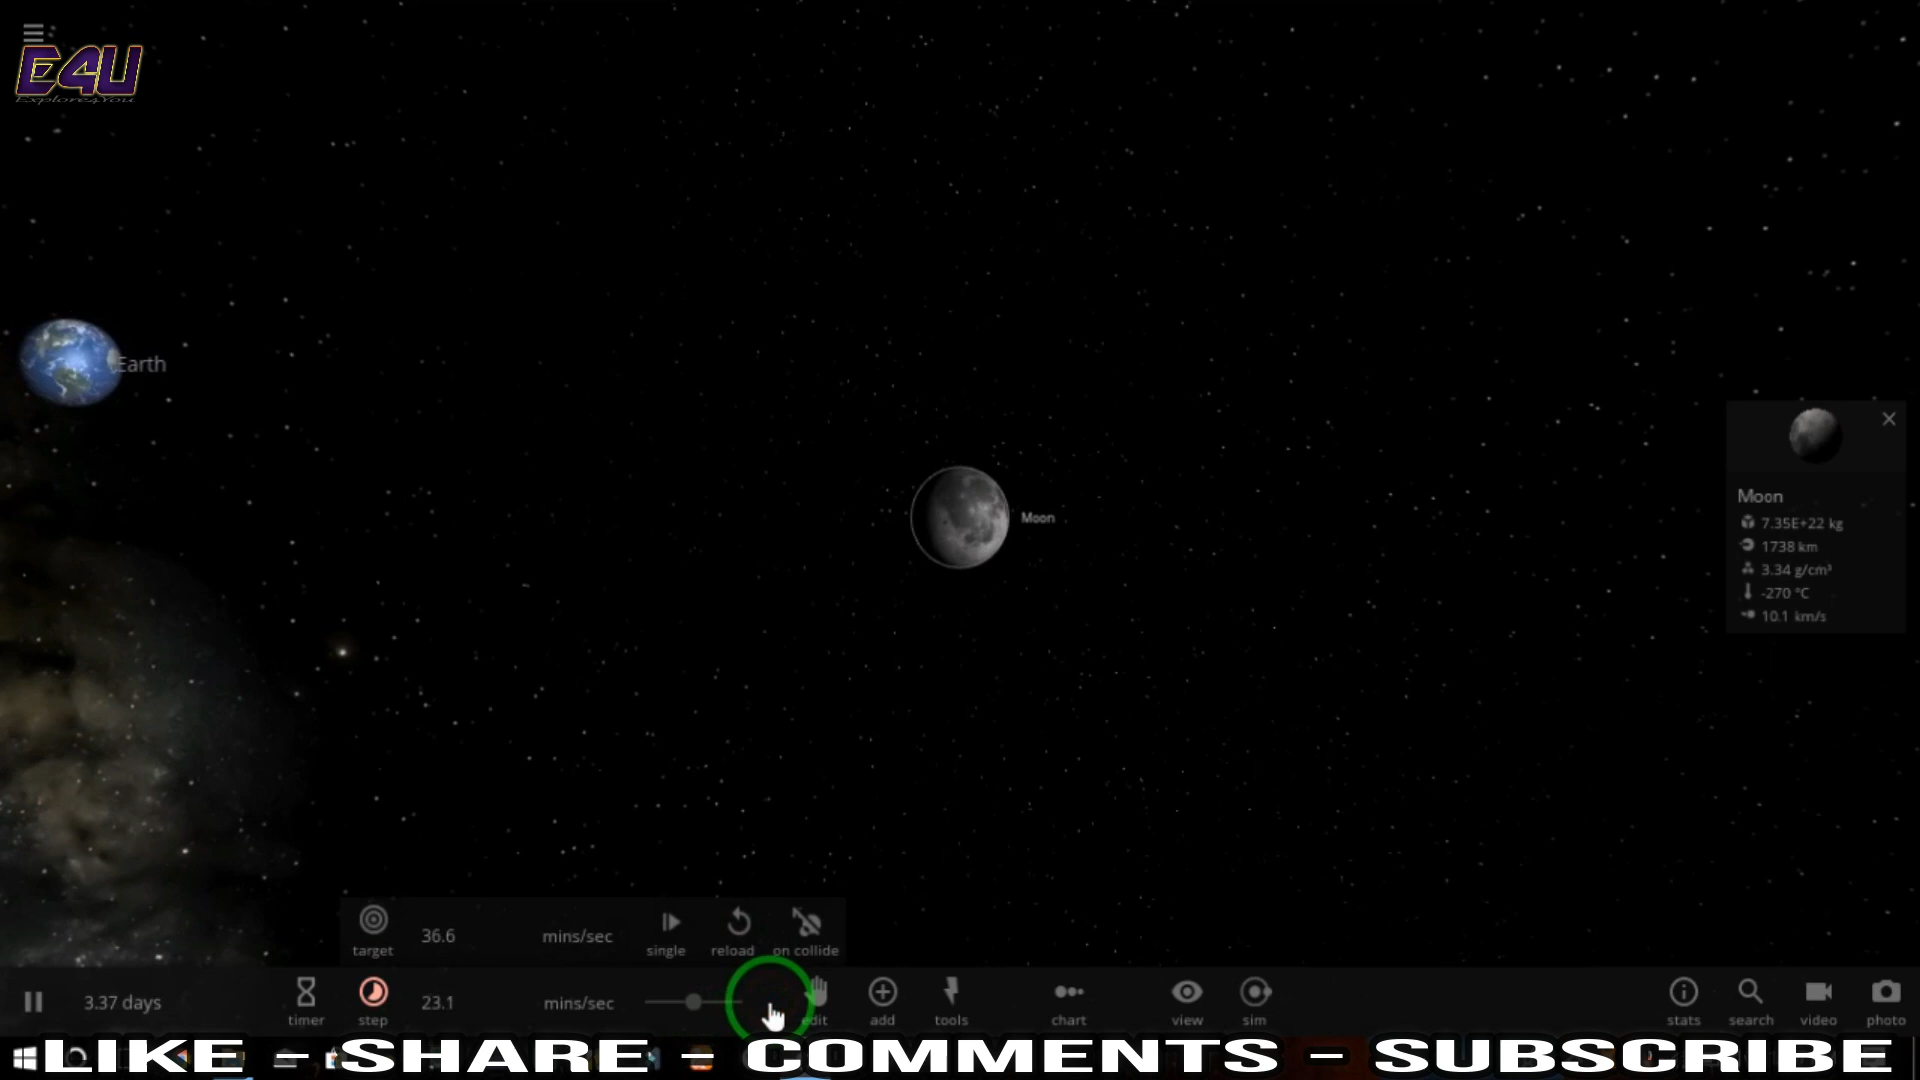 E4U
Explore4You
Earth
Moon
Moon
7.35E+22 kg
1738 km
3.34 g/cm³
-270 °C
10.1 km/s
target 36.6 mins/sec single reload on collide
3.37 days timer step 23.1 mins/sec edit add tools chart view sim stats search video photo
LIKE - SHARE - COMMENTS - SUBSCRIBE